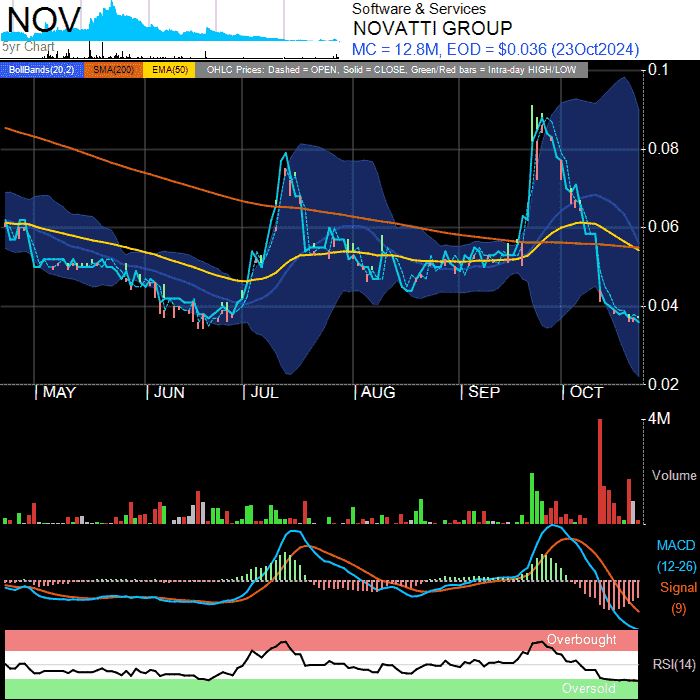 NOV
Software & Services
NOVATTI GROUP
5yr Chart
MC = 12.8M, EOD = $0.036 (23Oct2024)
BollBands(20,2) SMA(200) EMA(50) OHLC Prices: Dashed = OPEN, Solid = CLOSE, Green/Red bars = Intra-day HIGH/LOW
0.1
0.08
0.06
0.04
0.02
MAY JUN JUL AUG SEP OCT
4M
Volume
MACD
(12-26)
Signal
(9)
Overbought
RSI(14)
Oversold